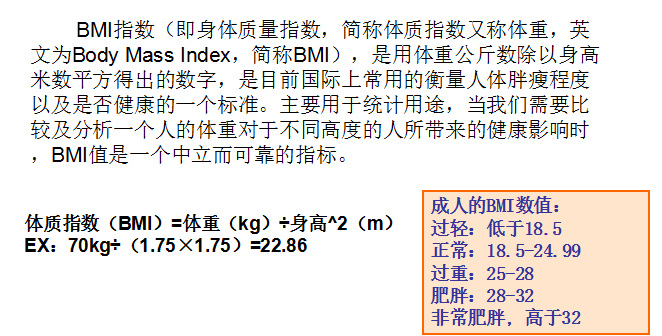 BMI指数（即身体质量指数，简称体质指数又称体重，英
文为Body Mass Index，简称BMI），是用体重公斤数除以身高
米数平方得出的数字，是目前国际上常用的衡量人体胖瘦程度
以及是否健康的一个标准。主要用于统计用途，当我们需要比
较及分析一个人的体重对于不同高度的人所带来的健康影响时
，BMI值是一个中立而可靠的指标。
体质指数（BMI）=体重（kg）÷身高^2（m）
EX：70kg÷（1.75×1.75）=22.86
成人的BMI数值：
过轻：低于18.5
正常：18.5-24.99
过重：25-28
肥胖：28-32
非常肥胖, 高于32